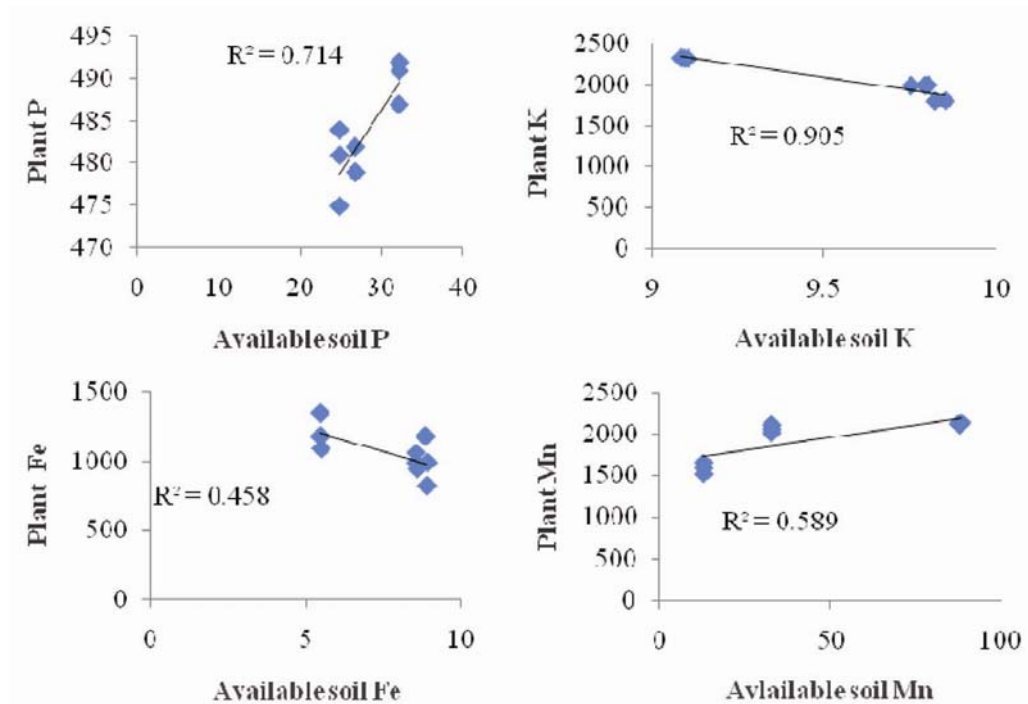 495
490
485
480
475
470
Plant P
R² = 0.714
0 10 20 30 40
Available soil P
2500
2000
1500
1000
500
0
Plant K
R² = 0.905
9 9.5 10
Available soil K
1500
1000
500
0
Plant Fe
R² = 0.458
0 5 10
Available soil Fe
2500
2000
1500
1000
500
0
Plant Mn
R² = 0.589
0 50 100
Avlailable soil Mn